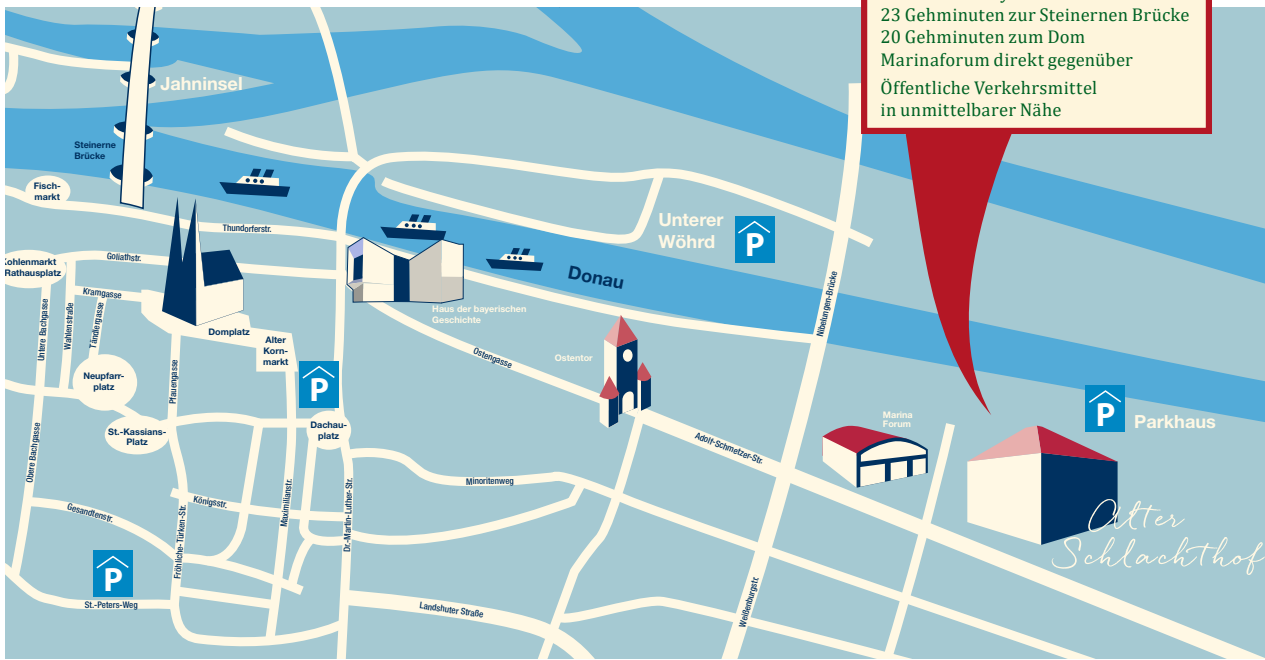 23 Gehminuten zur Steinernen Brücke
20 Gehminuten zum Dom
Marinaforum direkt gegenüber
Öffentliche Verkehrsmittel
in unmittelbarer Nähe
Jahninsel
Steinerne
Brücke
Fisch-
markt
Thundorferstr.
Unterer
Wöhrd
P
Kohlenmarkt
Rathausplatz
Goliathstr.
Donau
Kramgasse
Haus der bayerischen
Geschichte
Nibelungen-Brücke
Untere Bachgasse
Wahlenstraße
Tändlergasse
Domplatz
Alter
Korn-
markt
Ostengasse
Ostentor
P
Neupfarr-
platz
Pfauengasse
St.-Kassians-
Platz
Dachau-
platz
Marina
Forum
P
Parkhaus
Adolf-Schmetzer-Str.
Obere Bachgasse
Minoritenweg
Gesandtenstr.
Königsstr.
Maximilianstr.
Dr.-Martin-Luther-Str.
Fröhliche-Türken-Str.
Alter
Schlachthof
P
St.-Peters-Weg
Landshuter Straße
Weißenburgstr.